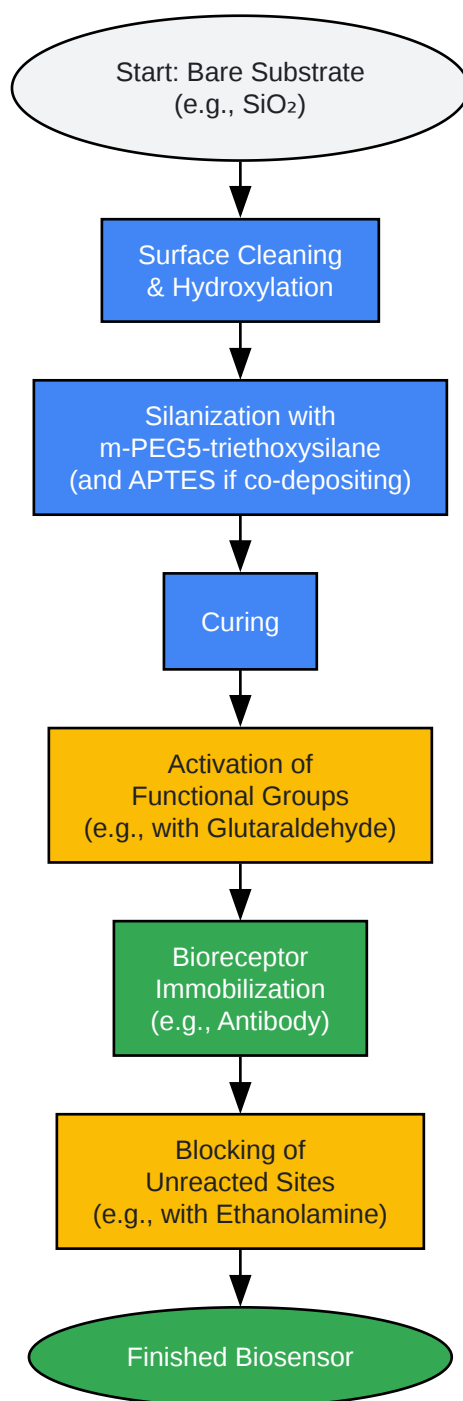 Start: Bare Substrate
(e.g., SiO₂)
Surface Cleaning
& Hydroxylation
Silanization with
m-PEG5-triethoxysilane
(and APTES if co-depositing)
Curing
Activation of
Functional Groups
(e.g., with Glutaraldehyde)
Bioreceptor
Immobilization
(e.g., Antibody)
Blocking of
Unreacted Sites
(e.g., with Ethanolamine)
Finished Biosensor